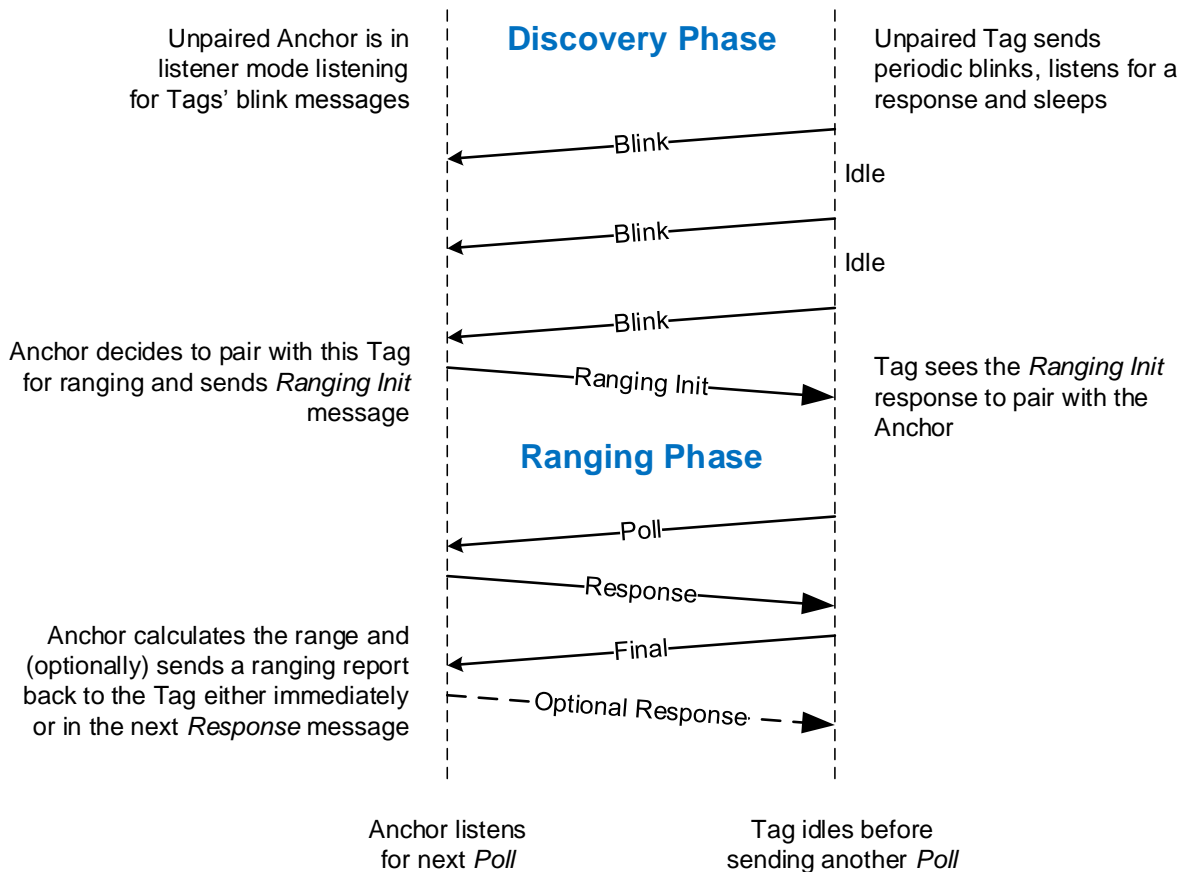 Discovery Phase
Unpaired Anchor is in
listener mode listening
for Tags' blink messages
Unpaired Tag sends
periodic blinks, listens for a
response and sleeps
Blink
Idle
Blink
Idle
Blink
Anchor decides to pair with this Tag
for ranging and sends Ranging Init
message
Ranging Init
Tag sees the Ranging Init
response to pair with the
Anchor
Ranging Phase
Poll
Response
Final
Anchor calculates the range and
(optionally) sends a ranging report
back to the Tag either immediately
or in the next Response message
Optional Response
Anchor listens
for next Poll
Tag idles before
sending another Poll